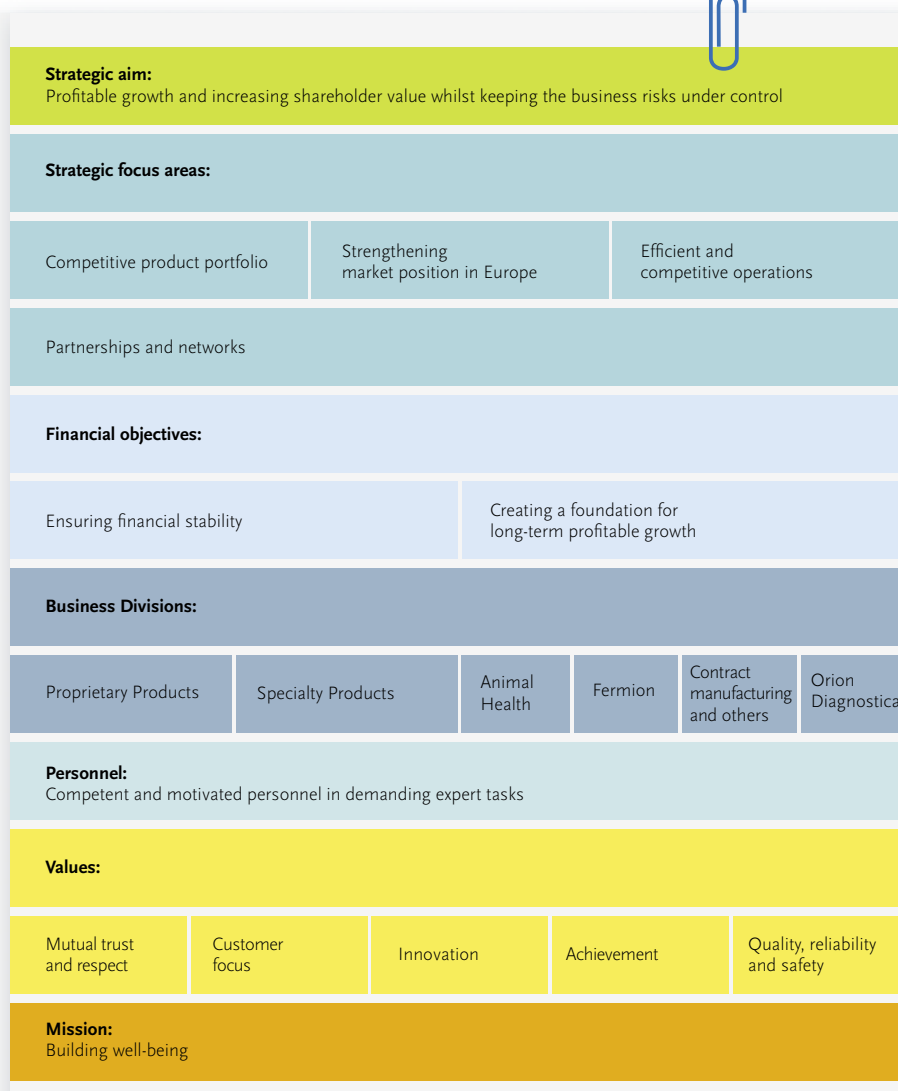 Strategic aim:
Profitable growth and increasing shareholder value whilst keeping the business risks under control
Strategic focus areas:
Competitive product portfolio
Strengthening
market position in Europe
Efficient and
competitive operations
Partnerships and networks
Financial objectives:
Ensuring financial stability
Creating a foundation for
long-term profitable growth
Business Divisions:
Proprietary Products
Specialty Products
Animal
Health
Fermion
Contract
manufacturing
and others
Orion
Diagnostica
Personnel:
Competent and motivated personnel in demanding expert tasks
Values:
Mutual trust
and respect
Customer
focus
Innovation
Achievement
Quality, reliability
and safety
Mission:
Building well-being